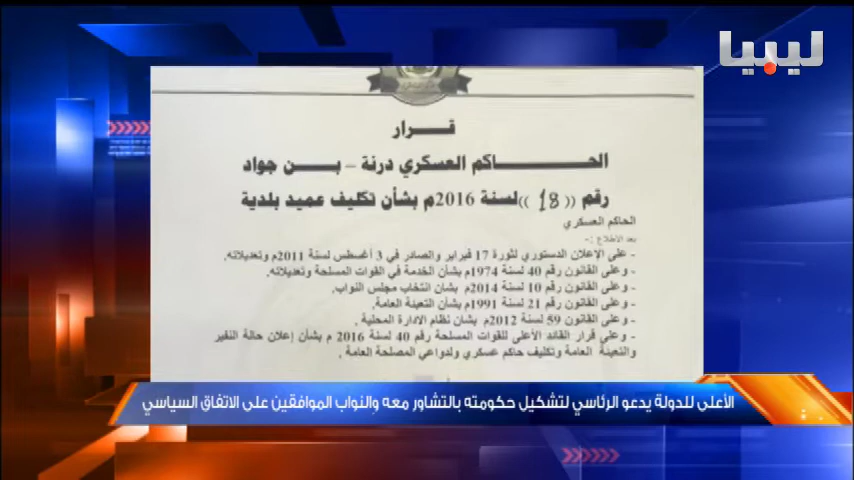 ليبيا
قرار
الحاكم العسكري درنة - بن جواد
رقم ((18)) لسنة 2016م بشأن تكليف عميد بلدية
الحاكم العسكري
بعد الاطلاع :-
- على الإعلان الدستوري لثورة 17 فبراير والصادر في 3 أغسطس لسنة 2011م وتعديلاته.
- وعلى القانون رقم 40 لسنة 1974م بشأن الخدمة في القوات المسلحة وتعديلاته.
- وعلى القانون رقم 10 لسنة 2014م بشأن انتخاب مجلس النواب.
- وعلى القانون رقم 21 لسنة 1991م بشأن التعبئة العامة.
- وعلى القانون 59 لسنة 2012م بشأن نظام الادارة المحلية .
- وعلى قرار القائد الأعلى للقوات المسلحة رقم 40 لسنة 2016 م بشأن إعلان حالة النفير
والتعبئة العامة وتكليف حاكم عسكري ولدواعي المصلحة العامة .
الأعلى للدولة يدعو الرئاسي لتشكيل حكومته بالتشاور معه والنواب الموافقين على الاتفاق السياسي